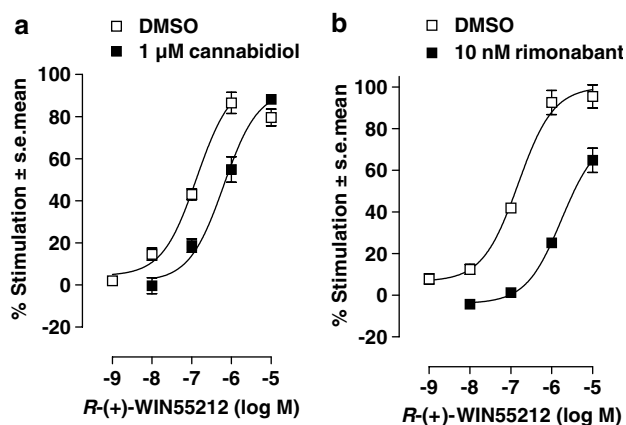 a
DMSO
1 µM cannabidiol
% Stimulation ± s.e.mean
100
80
60
40
20
0
-20
-9 -8 -7 -6 -5
R-(+)-WIN55212 (log M)
b
DMSO
10 nM rimonabant
% Stimulation ± s.e.mean
100
80
60
40
20
0
-20
-9 -8 -7 -6 -5
R-(+)-WIN55212 (log M)